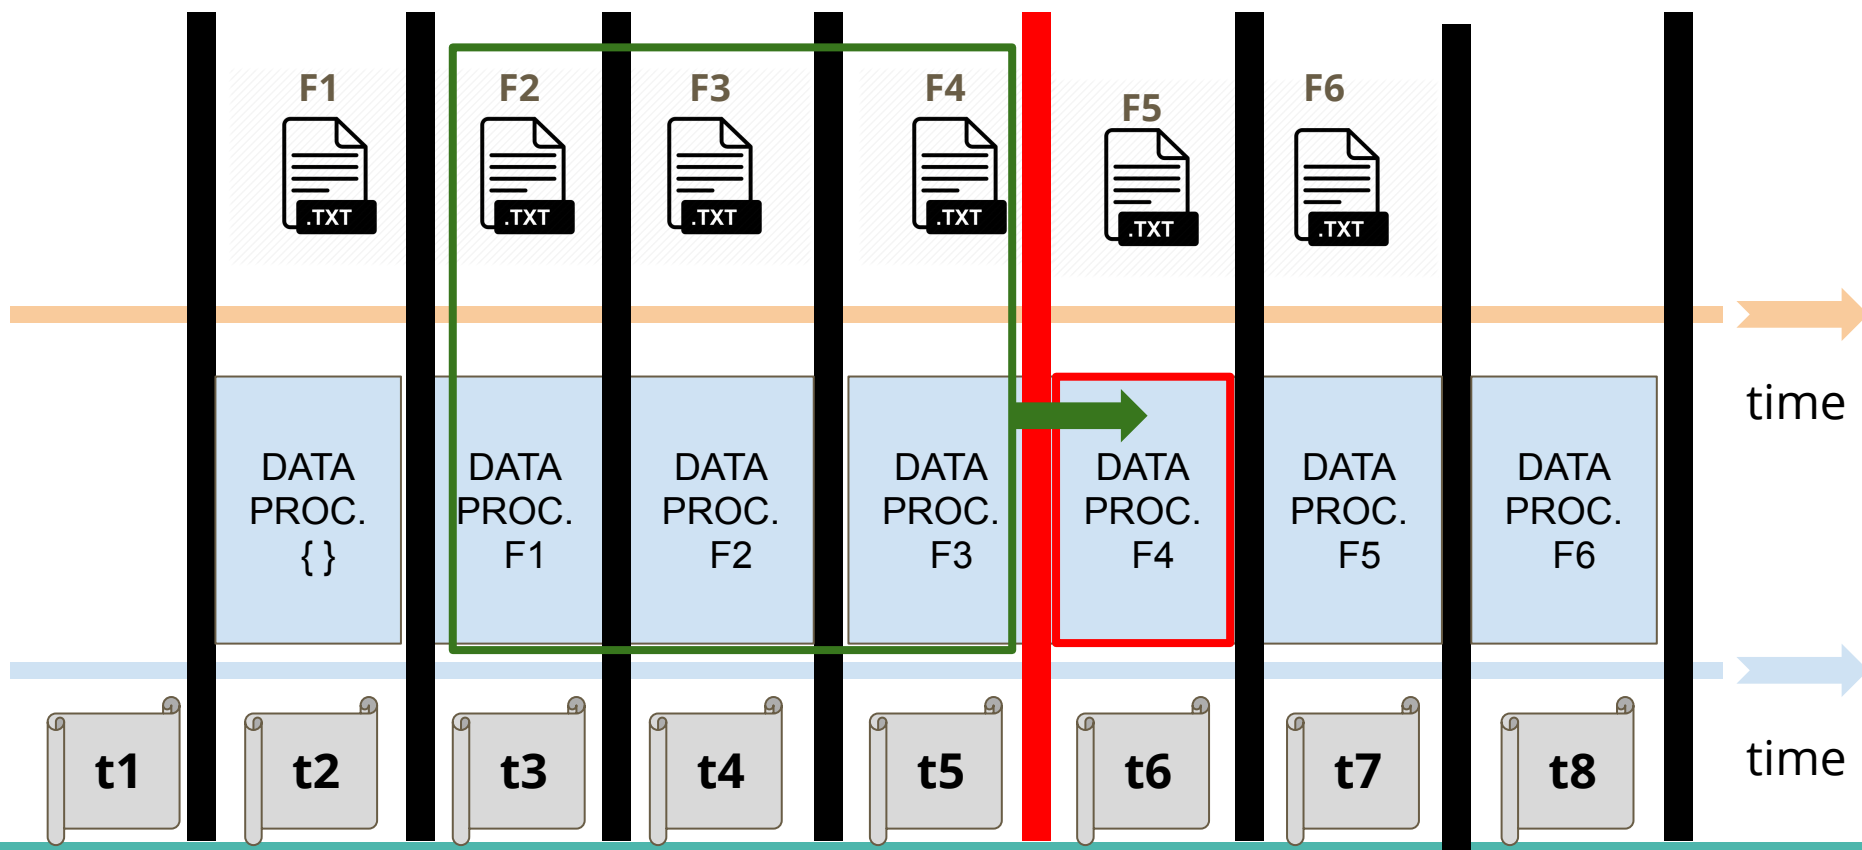 F1
F2
F3
F4
F5
F6
.TXT
.TXT
.TXT
.TXT
.TXT
.TXT
time
DATA
PROC.
{ }
DATA
PROC.
F1
DATA
PROC.
F2
DATA
PROC.
F3
DATA
PROC.
F4
DATA
PROC.
F5
DATA
PROC.
F6
time
t1
t2
t3
t4
t5
t6
t7
t8